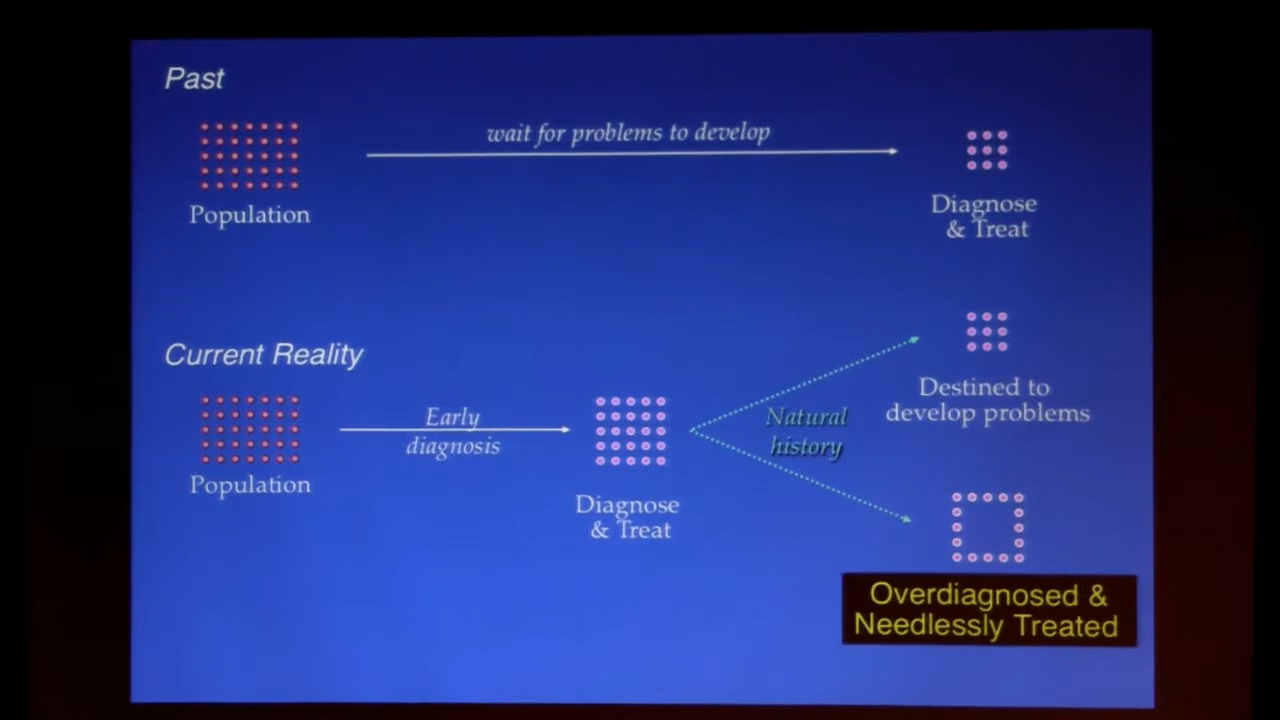 Past
wait for problems to develop
Population
Diagnose
& Treat
Current Reality
Early
diagnosis
Population
Diagnose
& Treat
Natural
history
Destined to
develop problems
Overdiagnosed &
Needlessly Treated